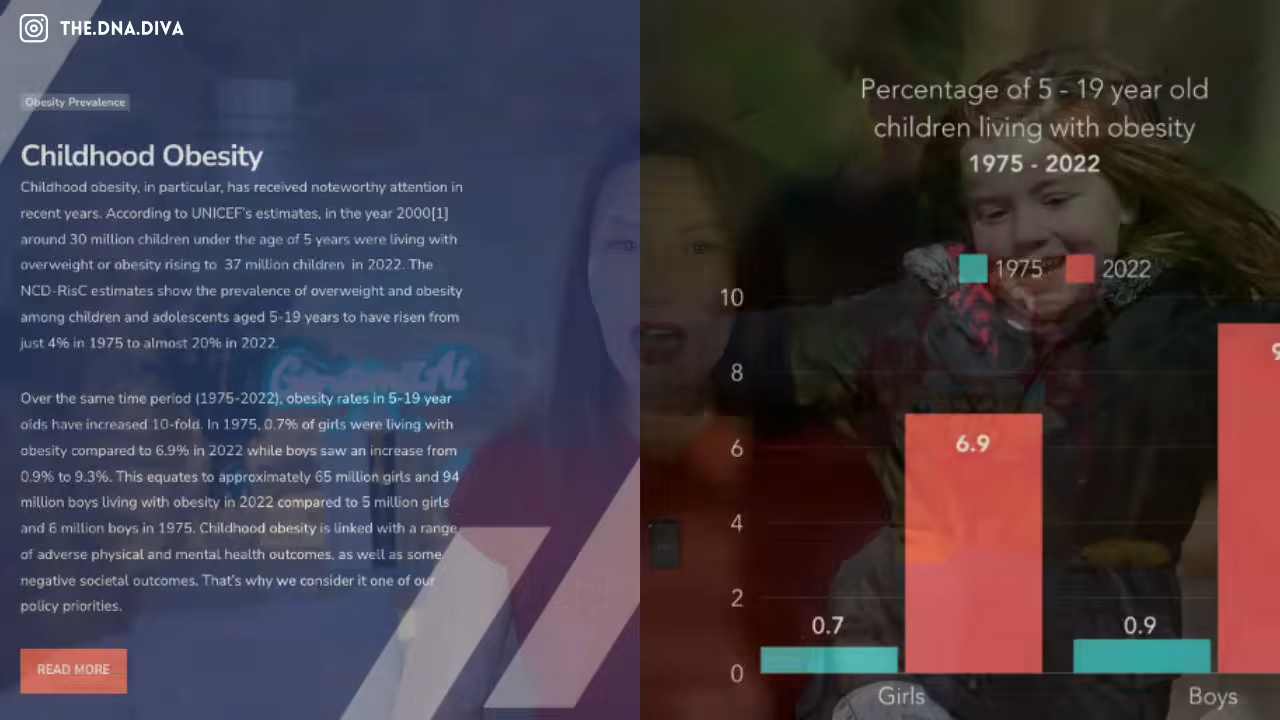 THE.DNA.DIVA
Obesity Prevalence
Childhood Obesity
Childhood obesity, in particular, has received noteworthy attention in
recent years. According to UNICEF's estimates, in the year 2000[1]
around 30 million children under the age of 5 years were living with
overweight or obesity rising to 37 million children in 2022. The
NCD-RisC estimates show the prevalence of overweight and obesity
among children and adolescents aged 5-19 years to have risen from
just 4% in 1975 to almost 20% in 2022.
Over the same time period (1975-2022), obesity rates in 5-19 year
olds have increased 10-fold. In 1975, 0.7% of girls were living with
obesity compared to 6.9% in 2022 while boys saw an increase from
0.9% to 9.3%. This equates to approximately 65 million girls and 94
million boys living with obesity in 2022 compared to 5 million girls
and 6 million boys in 1975. Childhood obesity is linked with a range
of adverse physical and mental health outcomes, as well as some
negative societal outcomes. That's why we consider it one of our
policy priorities.
READ MORE
Percentage of 5 - 19 year old
children living with obesity
1975 - 2022
1975 2022
10
8
6
4
2
0
6.9
9
0.7
0.9
Girls
Boys